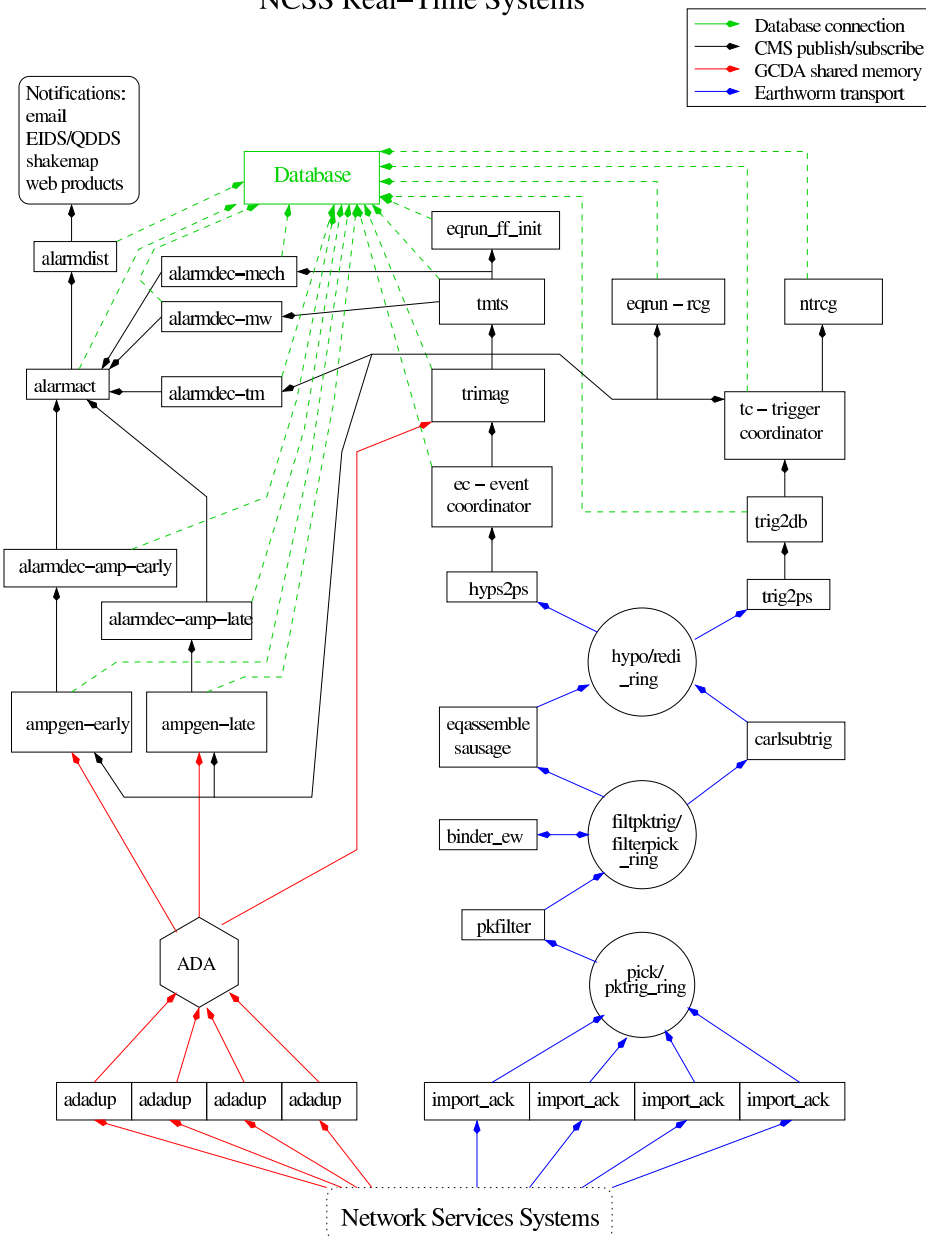 NCSS Real-Time Systems
Database connection
CMS publish/subscribe
GCDA shared memory
Earthworm transport
Notifications:
email
EIDS/QDDS
shakemap
web products
Database
eqrun_ff_init
alarmdist
alarmdec-mech
tmts
eqrun - rcg
ntrcg
alarmdec-mw
alarmact
alarmdec-tm
trimag
tc - trigger
coordinator
ec - event
coordinator
trig2db
alarmdec-amp-early
hyps2ps
trig2ps
alarmdec-amp-late
hypo/redi
_ring
ampgen-early
ampgen-late
eqassemble
sausage
carlsubtrig
binder_ew
filtpktrig/
filterpick
_ring
pkfilter
ADA
pick/
pktrig_ring
adadup
adadup
adadup
adadup
import_ack
import_ack
import_ack
import_ack
Network Services Systems